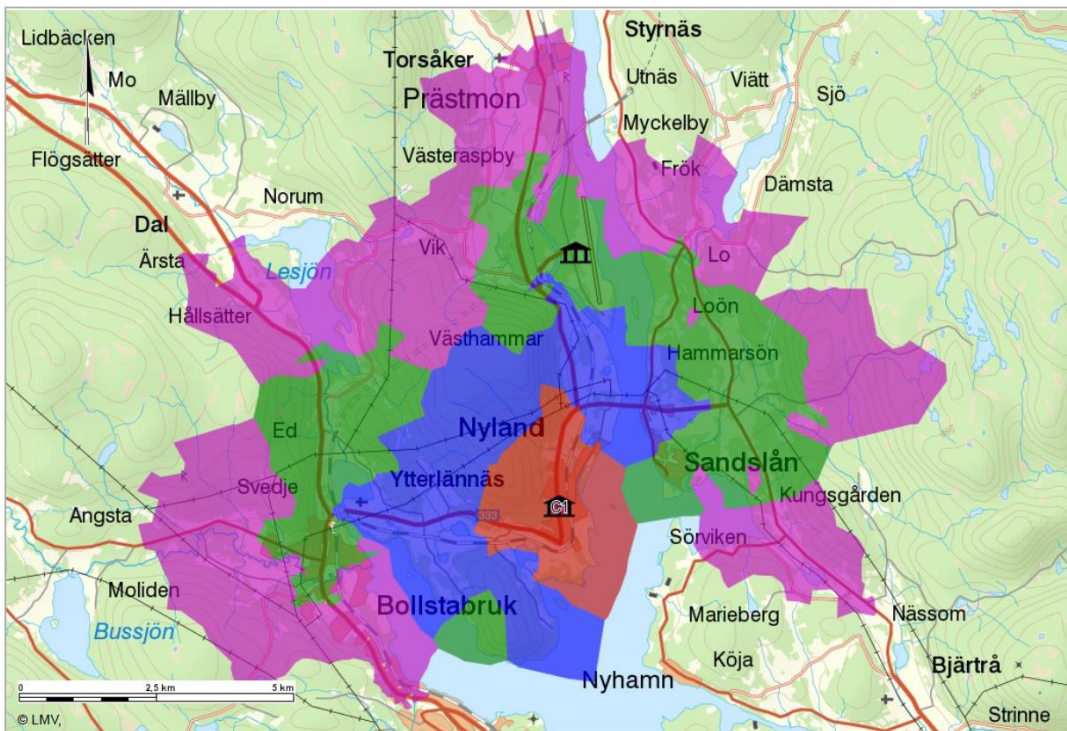 Lidbäcken
Styrnäs
Torsåker
Mo
Mällby
Utnäs
Viätt
Sjö
Prästmon
Myckelby
Flögsätter
Västeraspby
Frök
Dämsta
Norum
Dal
Vik
Lo
Ärsta
Lesjön
Hållsätter
Loön
Västhammar
Hammarsön
Ed
Nyland
Sandslån
Ytterlännäs
Svedje
Kungsgården
C1
333
Angsta
Sörviken
Moliden
Bollstabruk
Marieberg
Nässom
Bussjön
Köja
Bjärtrå
Nyhamn
0 2,5 km 5 km
Strinne
© LMV,